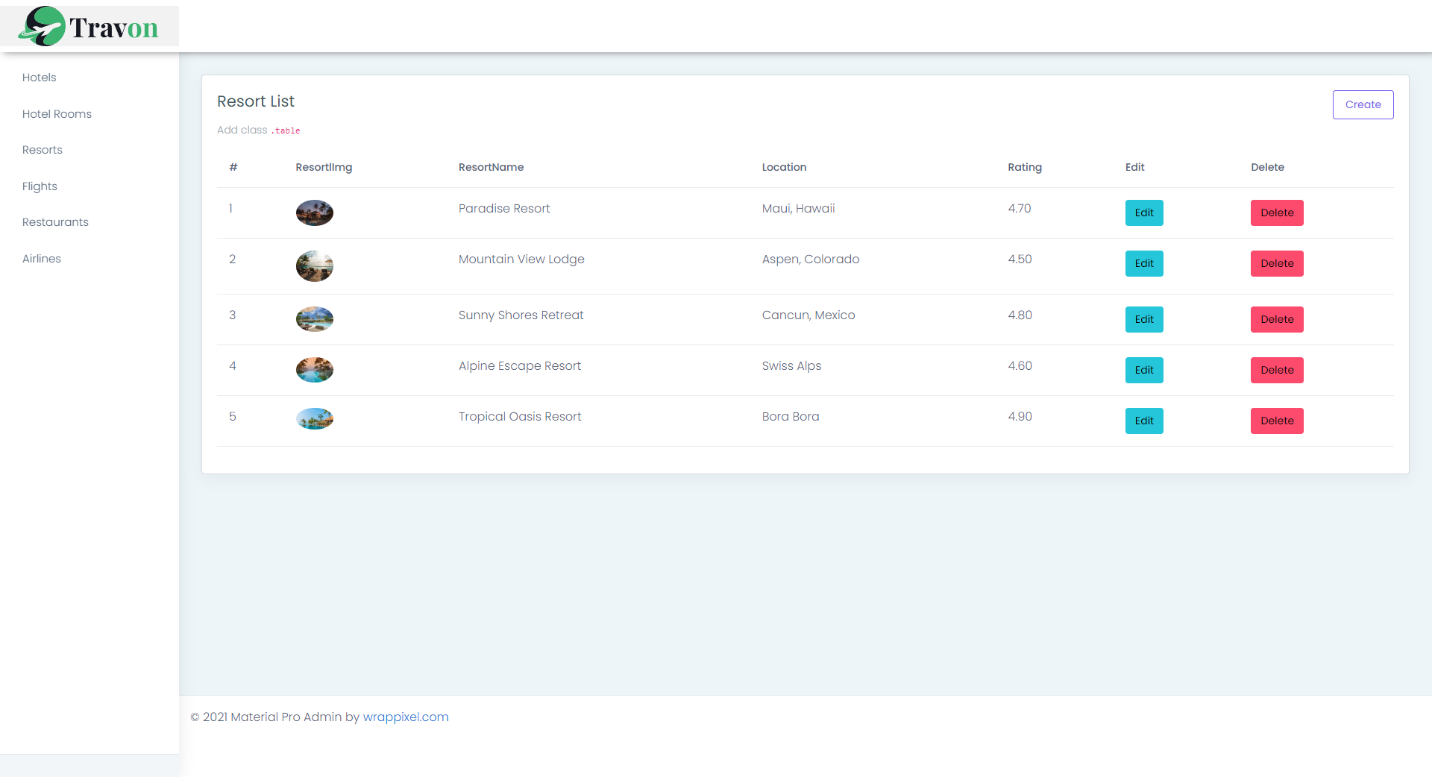 Travon
Hotels
Hotel Rooms
Resorts
Flights
Restaurants
Airlines
Resort List
Create
Add class .table
# ResortIImg ResortName Location Rating Edit Delete
1 Paradise Resort Maui, Hawaii 4.70 Edit Delete
2 Mountain View Lodge Aspen, Colorado 4.50 Edit Delete
3 Sunny Shores Retreat Cancun, Mexico 4.80 Edit Delete
4 Alpine Escape Resort Swiss Alps 4.60 Edit Delete
5 Tropical Oasis Resort Bora Bora 4.90 Edit Delete
© 2021 Material Pro Admin by wrappixel.com